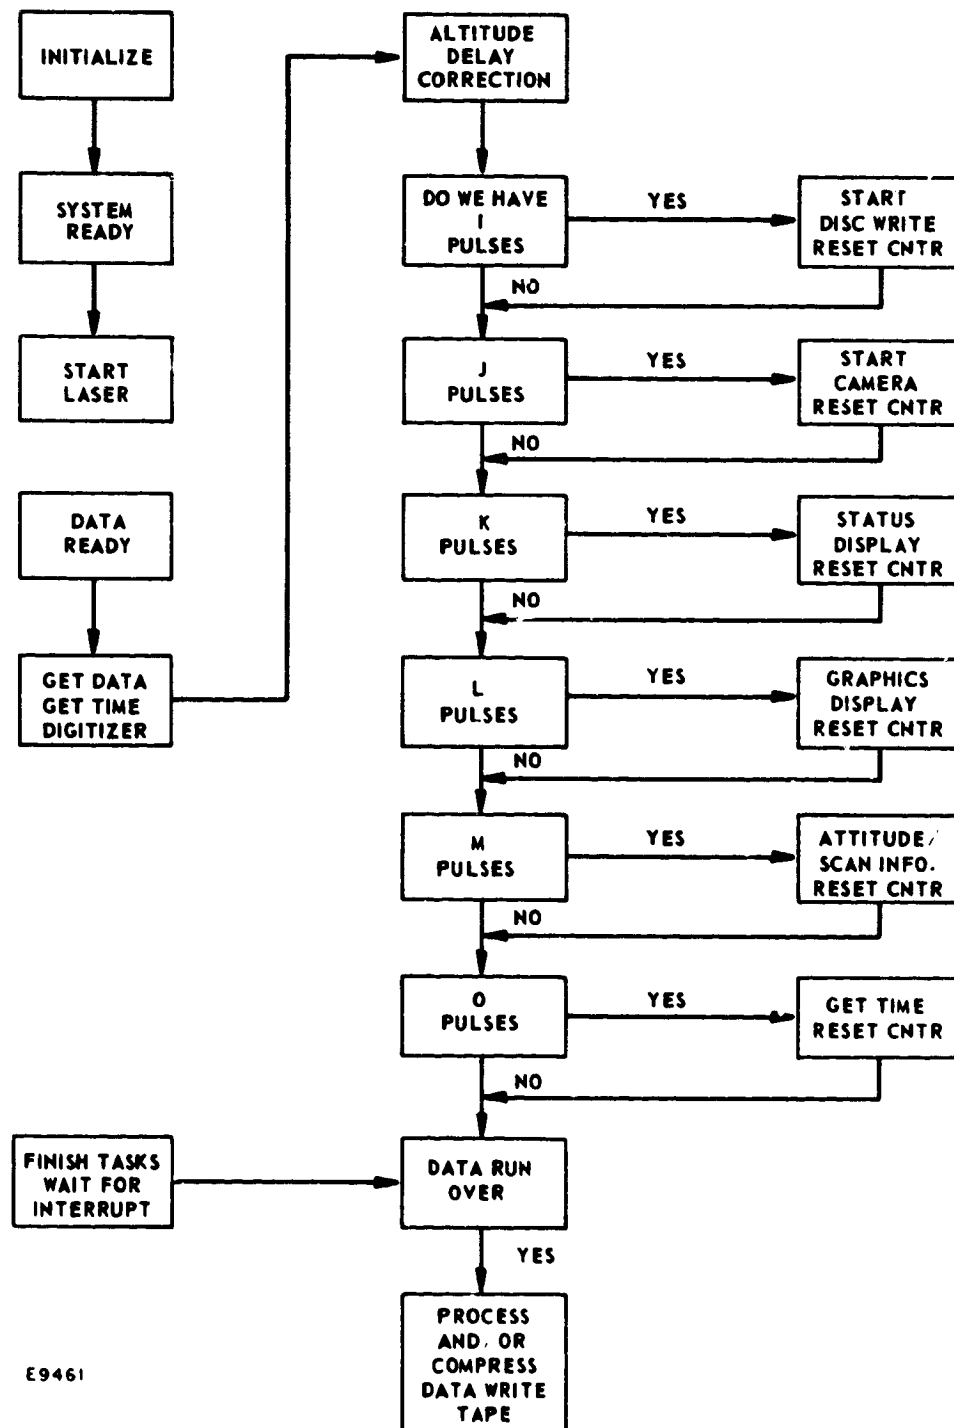 INITIALIZE
SYSTEM
READY
START
LASER
DATA
READY
GET DATA
GET TIME
DIGITIZER
ALTITUDE
DELAY
CORRECTION
DO WE HAVE
I
PULSES
YES
START
DISC WRITE
RESET CNTR
NO
J
PULSES
YES
START
CAMERA
RESET CNTR
NO
K
PULSES
YES
STATUS
DISPLAY
RESET CNTR
NO
L
PULSES
YES
GRAPHICS
DISPLAY
RESET CNTR
NO
M
PULSES
YES
ATTITUDE/
SCAN INFO.
RESET CNTR
NO
O
PULSES
YES
GET TIME
RESET CNTR
NO
FINISH TASKS
WAIT FOR
INTERRUPT
DATA RUN
OVER
YES
PROCESS
AND/OR
COMPRESS
DATA WRITE
TAPE
E9461